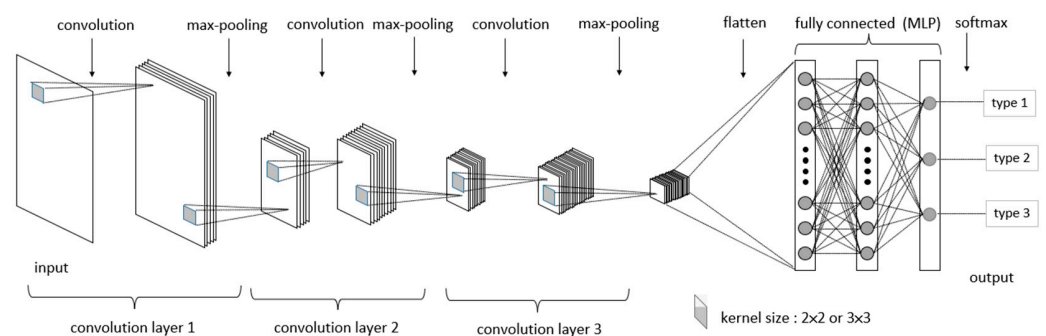 convolution
max-pooling
convolution
max-pooling
convolution
max-pooling
flatten
fully connected (MLP)
softmax
type 1
type 2
type 3
input
output
convolution layer 1
convolution layer 2
convolution layer 3
kernel size : 2×2 or 3×3